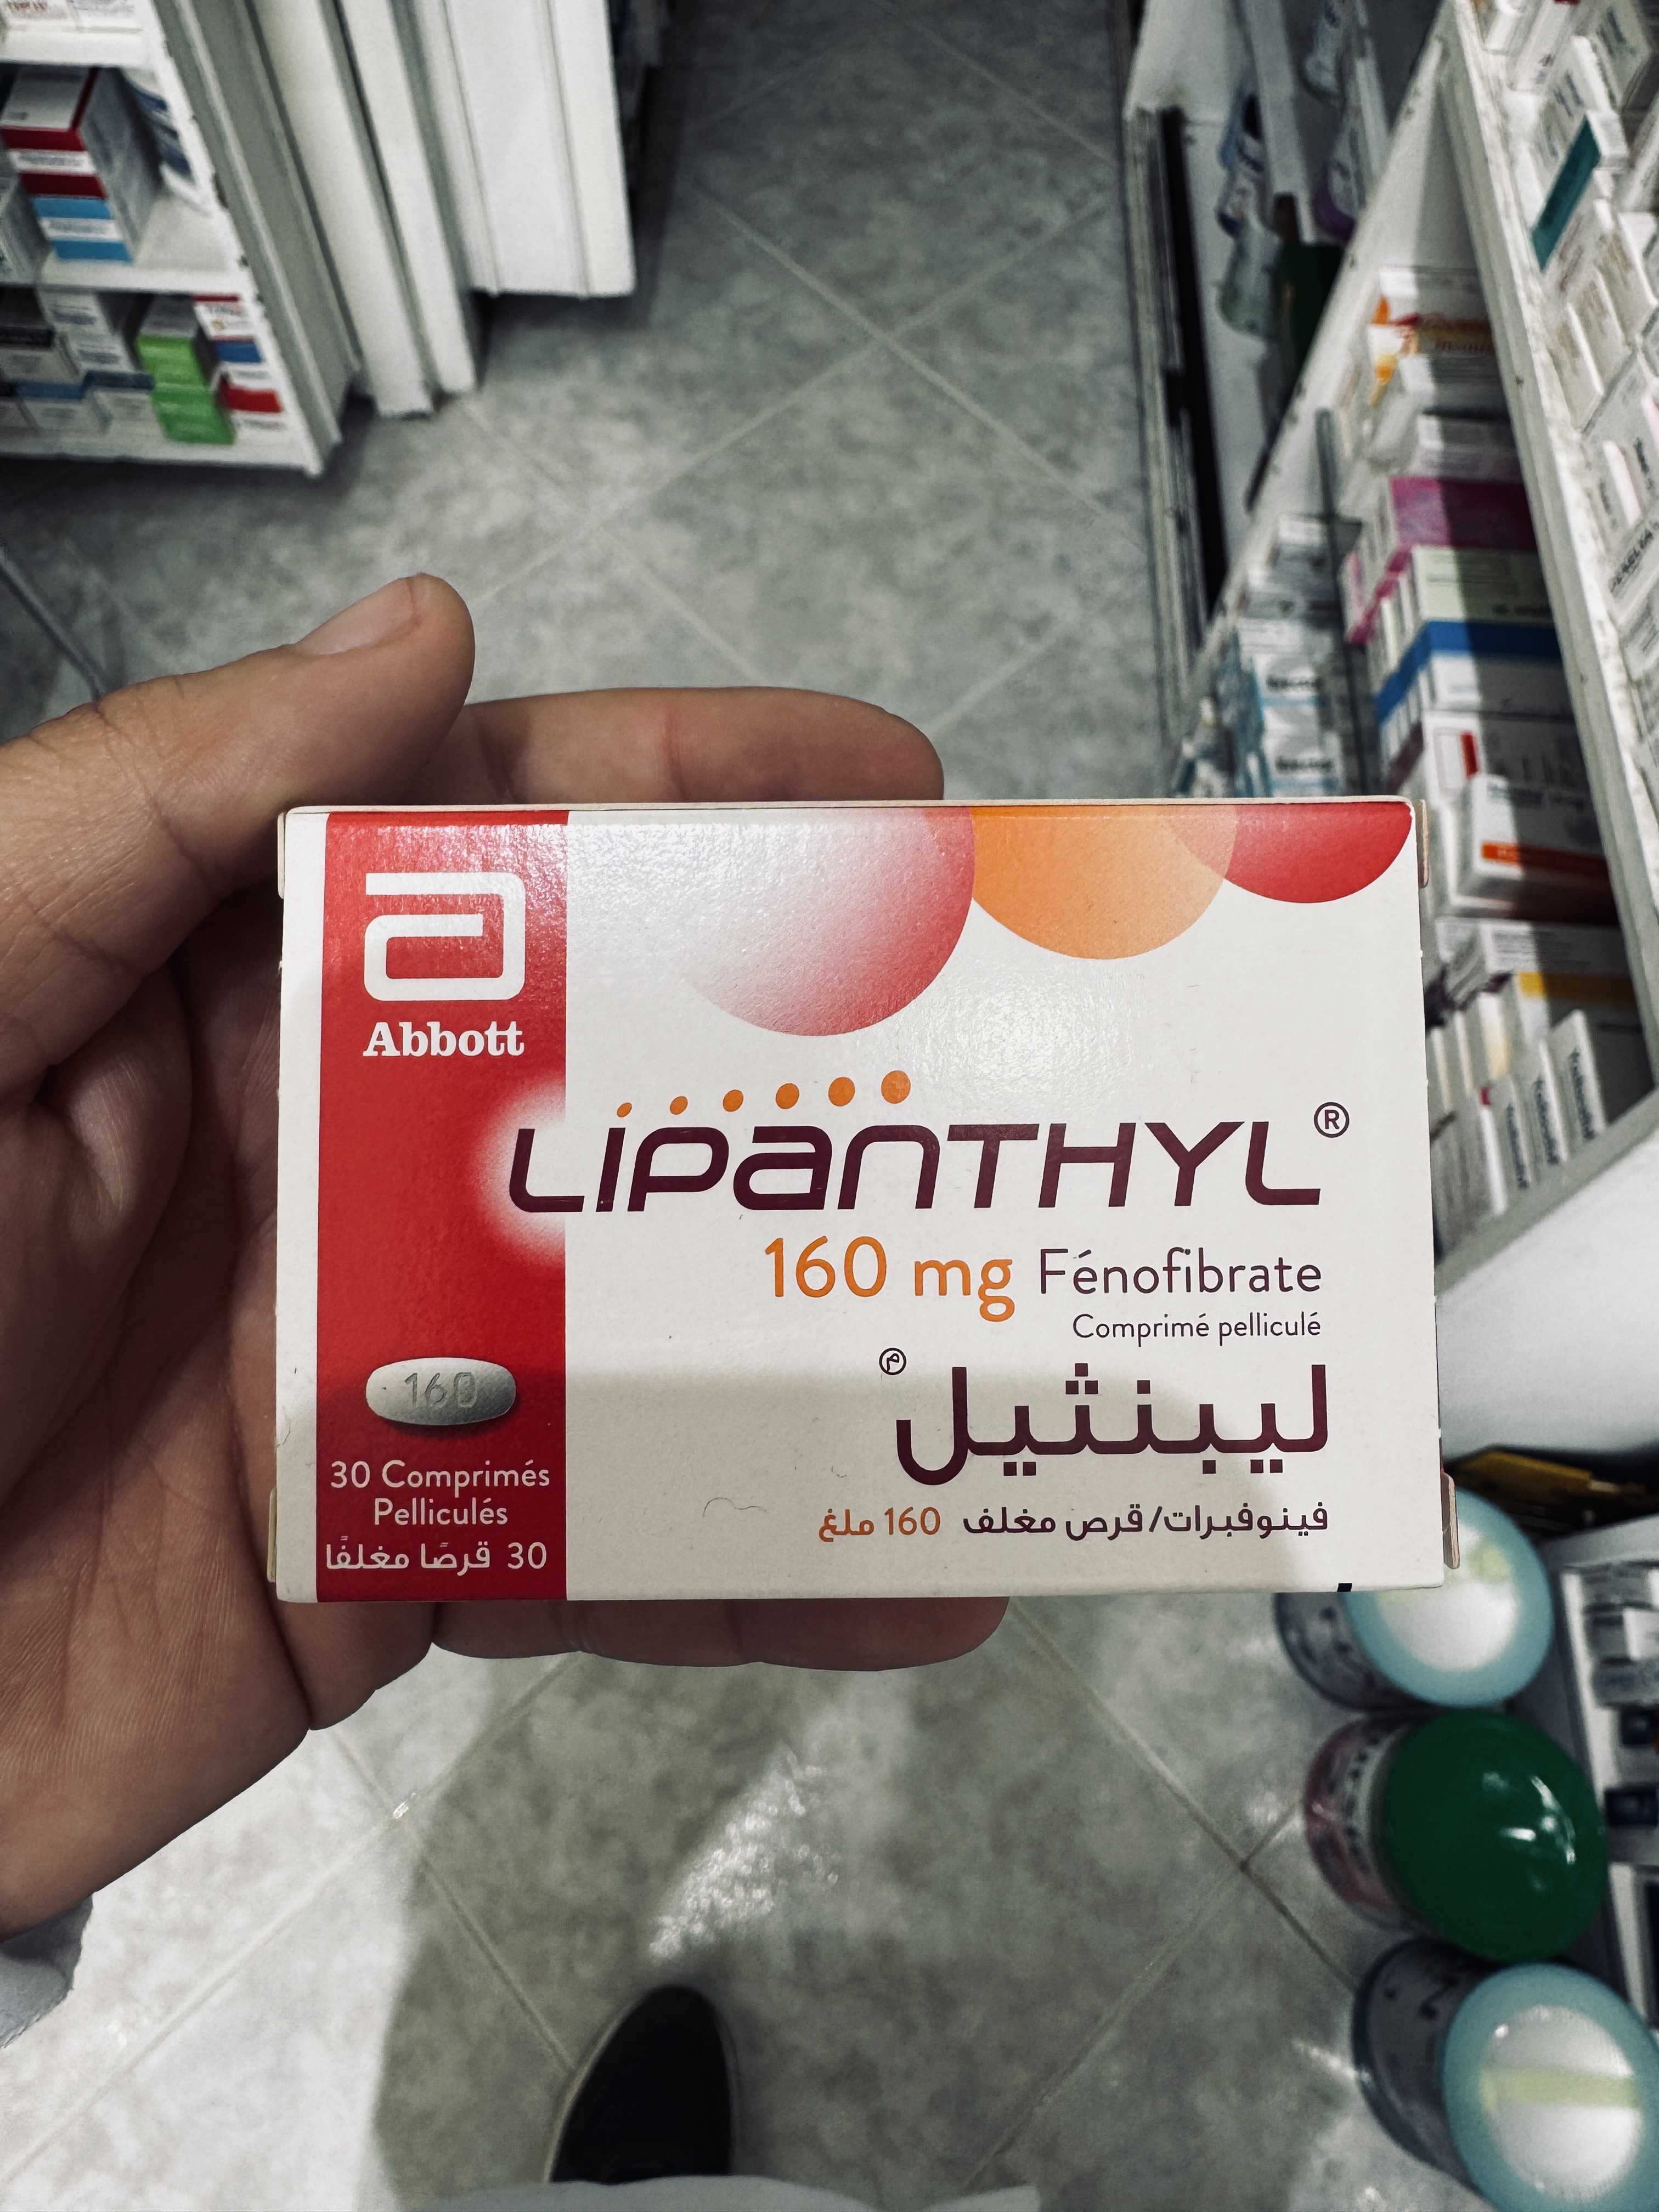 Abbott
LIPANTHYL®
160 mg Fénofibrate
Comprimé pelliculé
ليبنثيل م
فينوفبرات/قرص مغلف 160 ملغ
160
30 Comprimés
Pelliculés
30 قرصًا مغلفًا